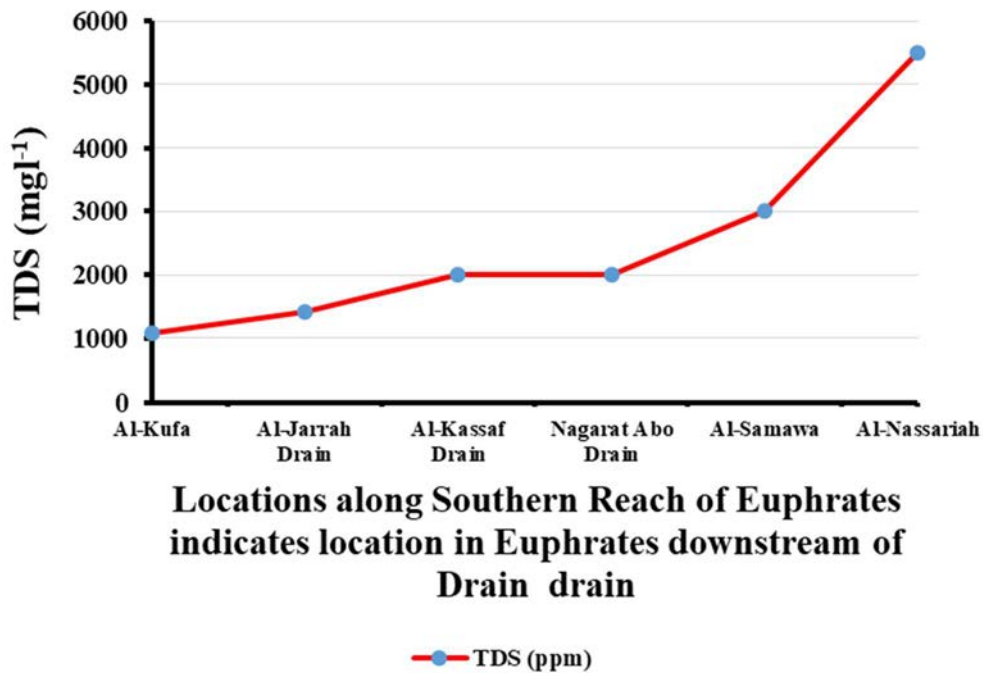 6000
5000
4000
3000
2000
1000
0
TDS (mgl⁻¹)
Al-Kufa
Al-Jarrah
Drain
Al-Kassaf
Drain
Nagarat Abo
Drain
Al-Samawa
Al-Nassariah
Locations along Southern Reach of Euphrates
indicates location in Euphrates downstream of
Drain drain
TDS (ppm)